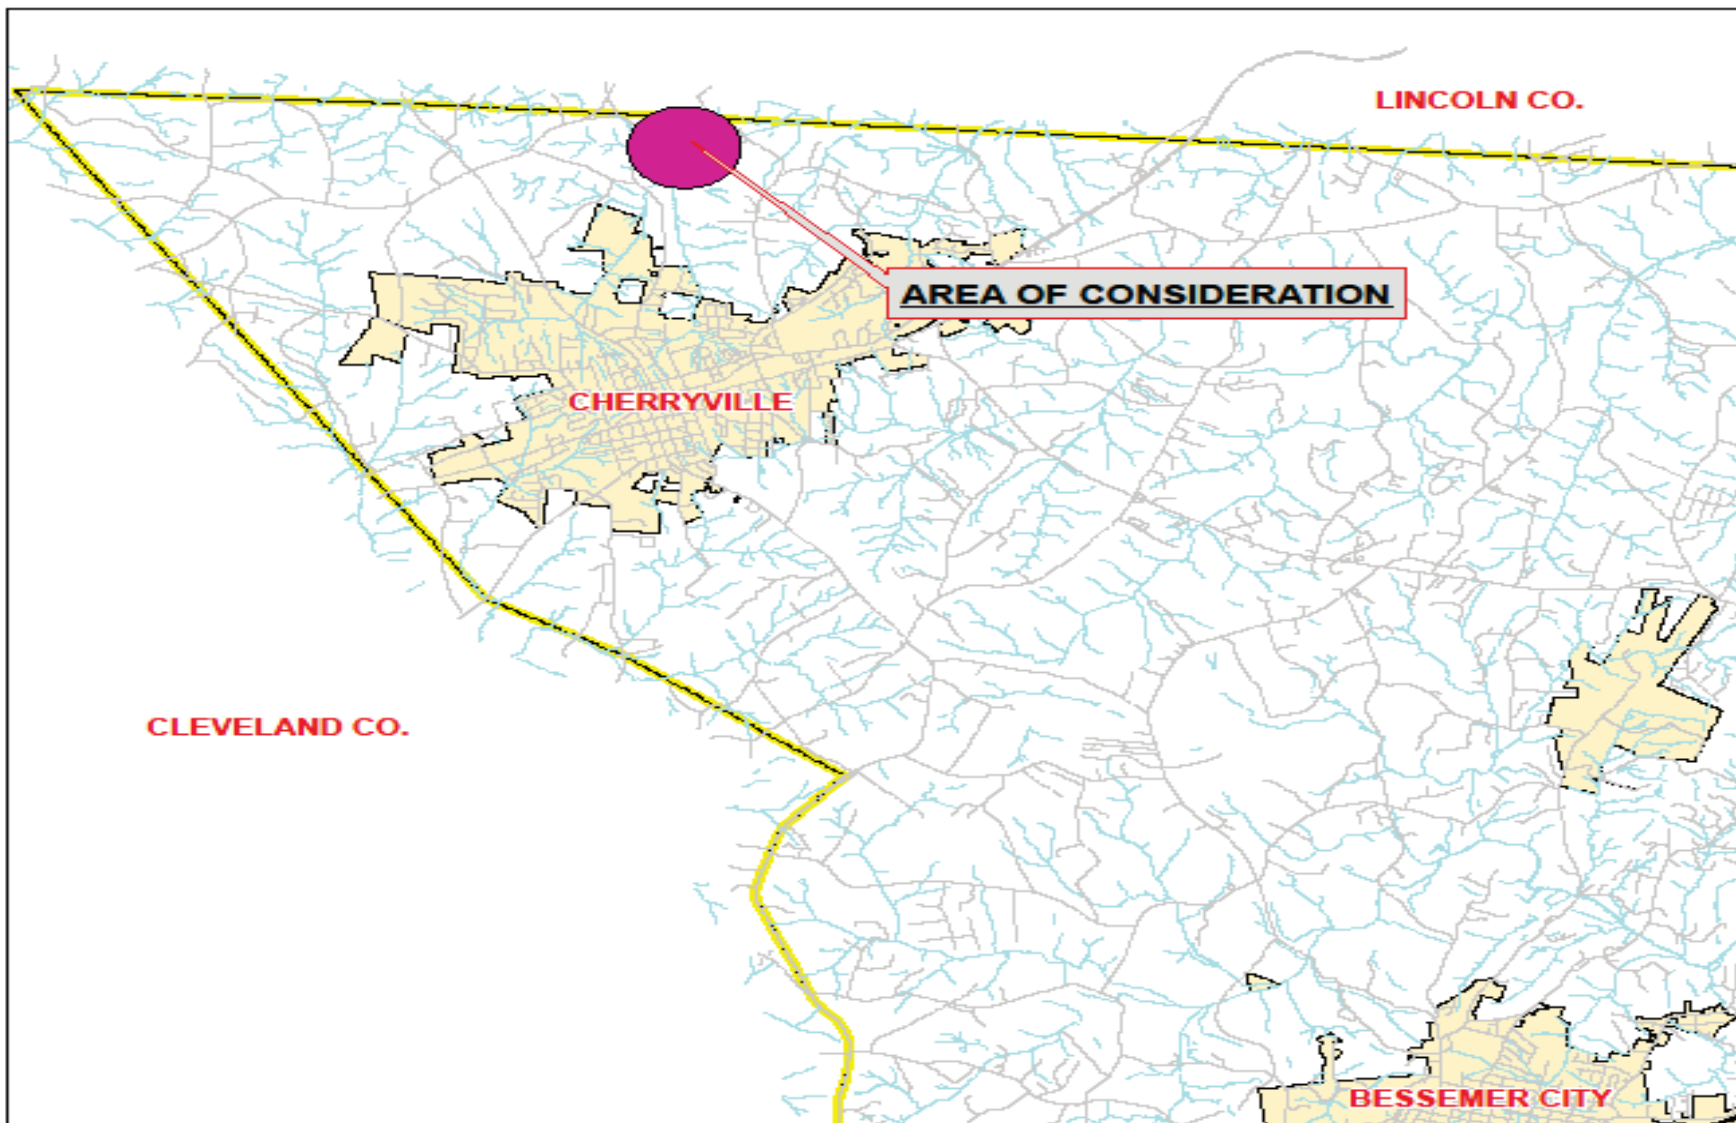 LINCOLN CO.
AREA OF CONSIDERATION
CHERRYVILLE
CLEVELAND CO.
BESSEMER CITY